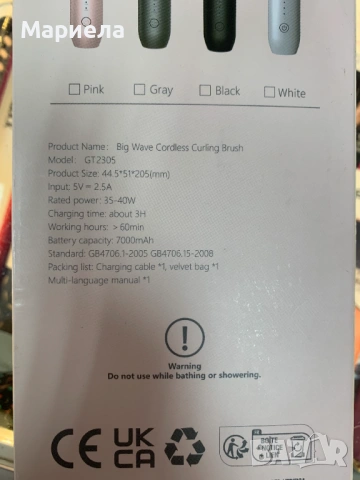 Мариела
Pink Gray Black White
Product Name: Big Wave Cordless Curling Brush
Model: GT2305
Product Size: 44.5*51*205(mm)
Input: 5V = 2.5A
Rated power: 35-40W
Charging time: about 3H
Working hours: > 60min
Battery capacity: 7000mAh
Standard: GB4706.1-2005 GB4706.15-2008
Packing list: Charging cable *1, velvet bag *1
Multi-language manual *1
Warning
Do not use while bathing or showering.
CE UK
CA
FR
BOÎTE
+ NOTICE